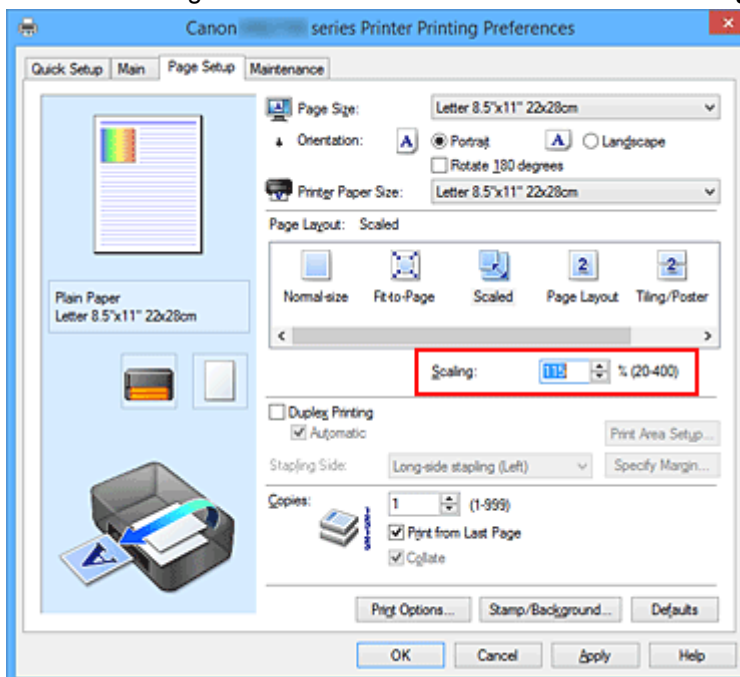 Canon series Printer Printing Preferences
Quick Setup Main Page Setup Maintenance
Page Size: Letter 8.5"x11" 22x28cm
Orientation: A Portrait A Landscape
Rotate 180 degrees
Printer Paper Size: Letter 8.5"x11" 22x28cm
Page Layout: Scaled
2 2
Normal-size Fit-to-Page Scaled Page Layout Tiling/Poster
Plain Paper
Letter 8.5"x11" 22x28cm
Scaling: 115 % (20-400)
Duplex Printing
Automatic Print Area Setup...
Stapling Side: Long-side stapling (Left) Specify Margin...
Copies: 1 (1-999)
Print from Last Page
Collate
Print Options... Stamp/Background... Defaults
OK Cancel Apply Help